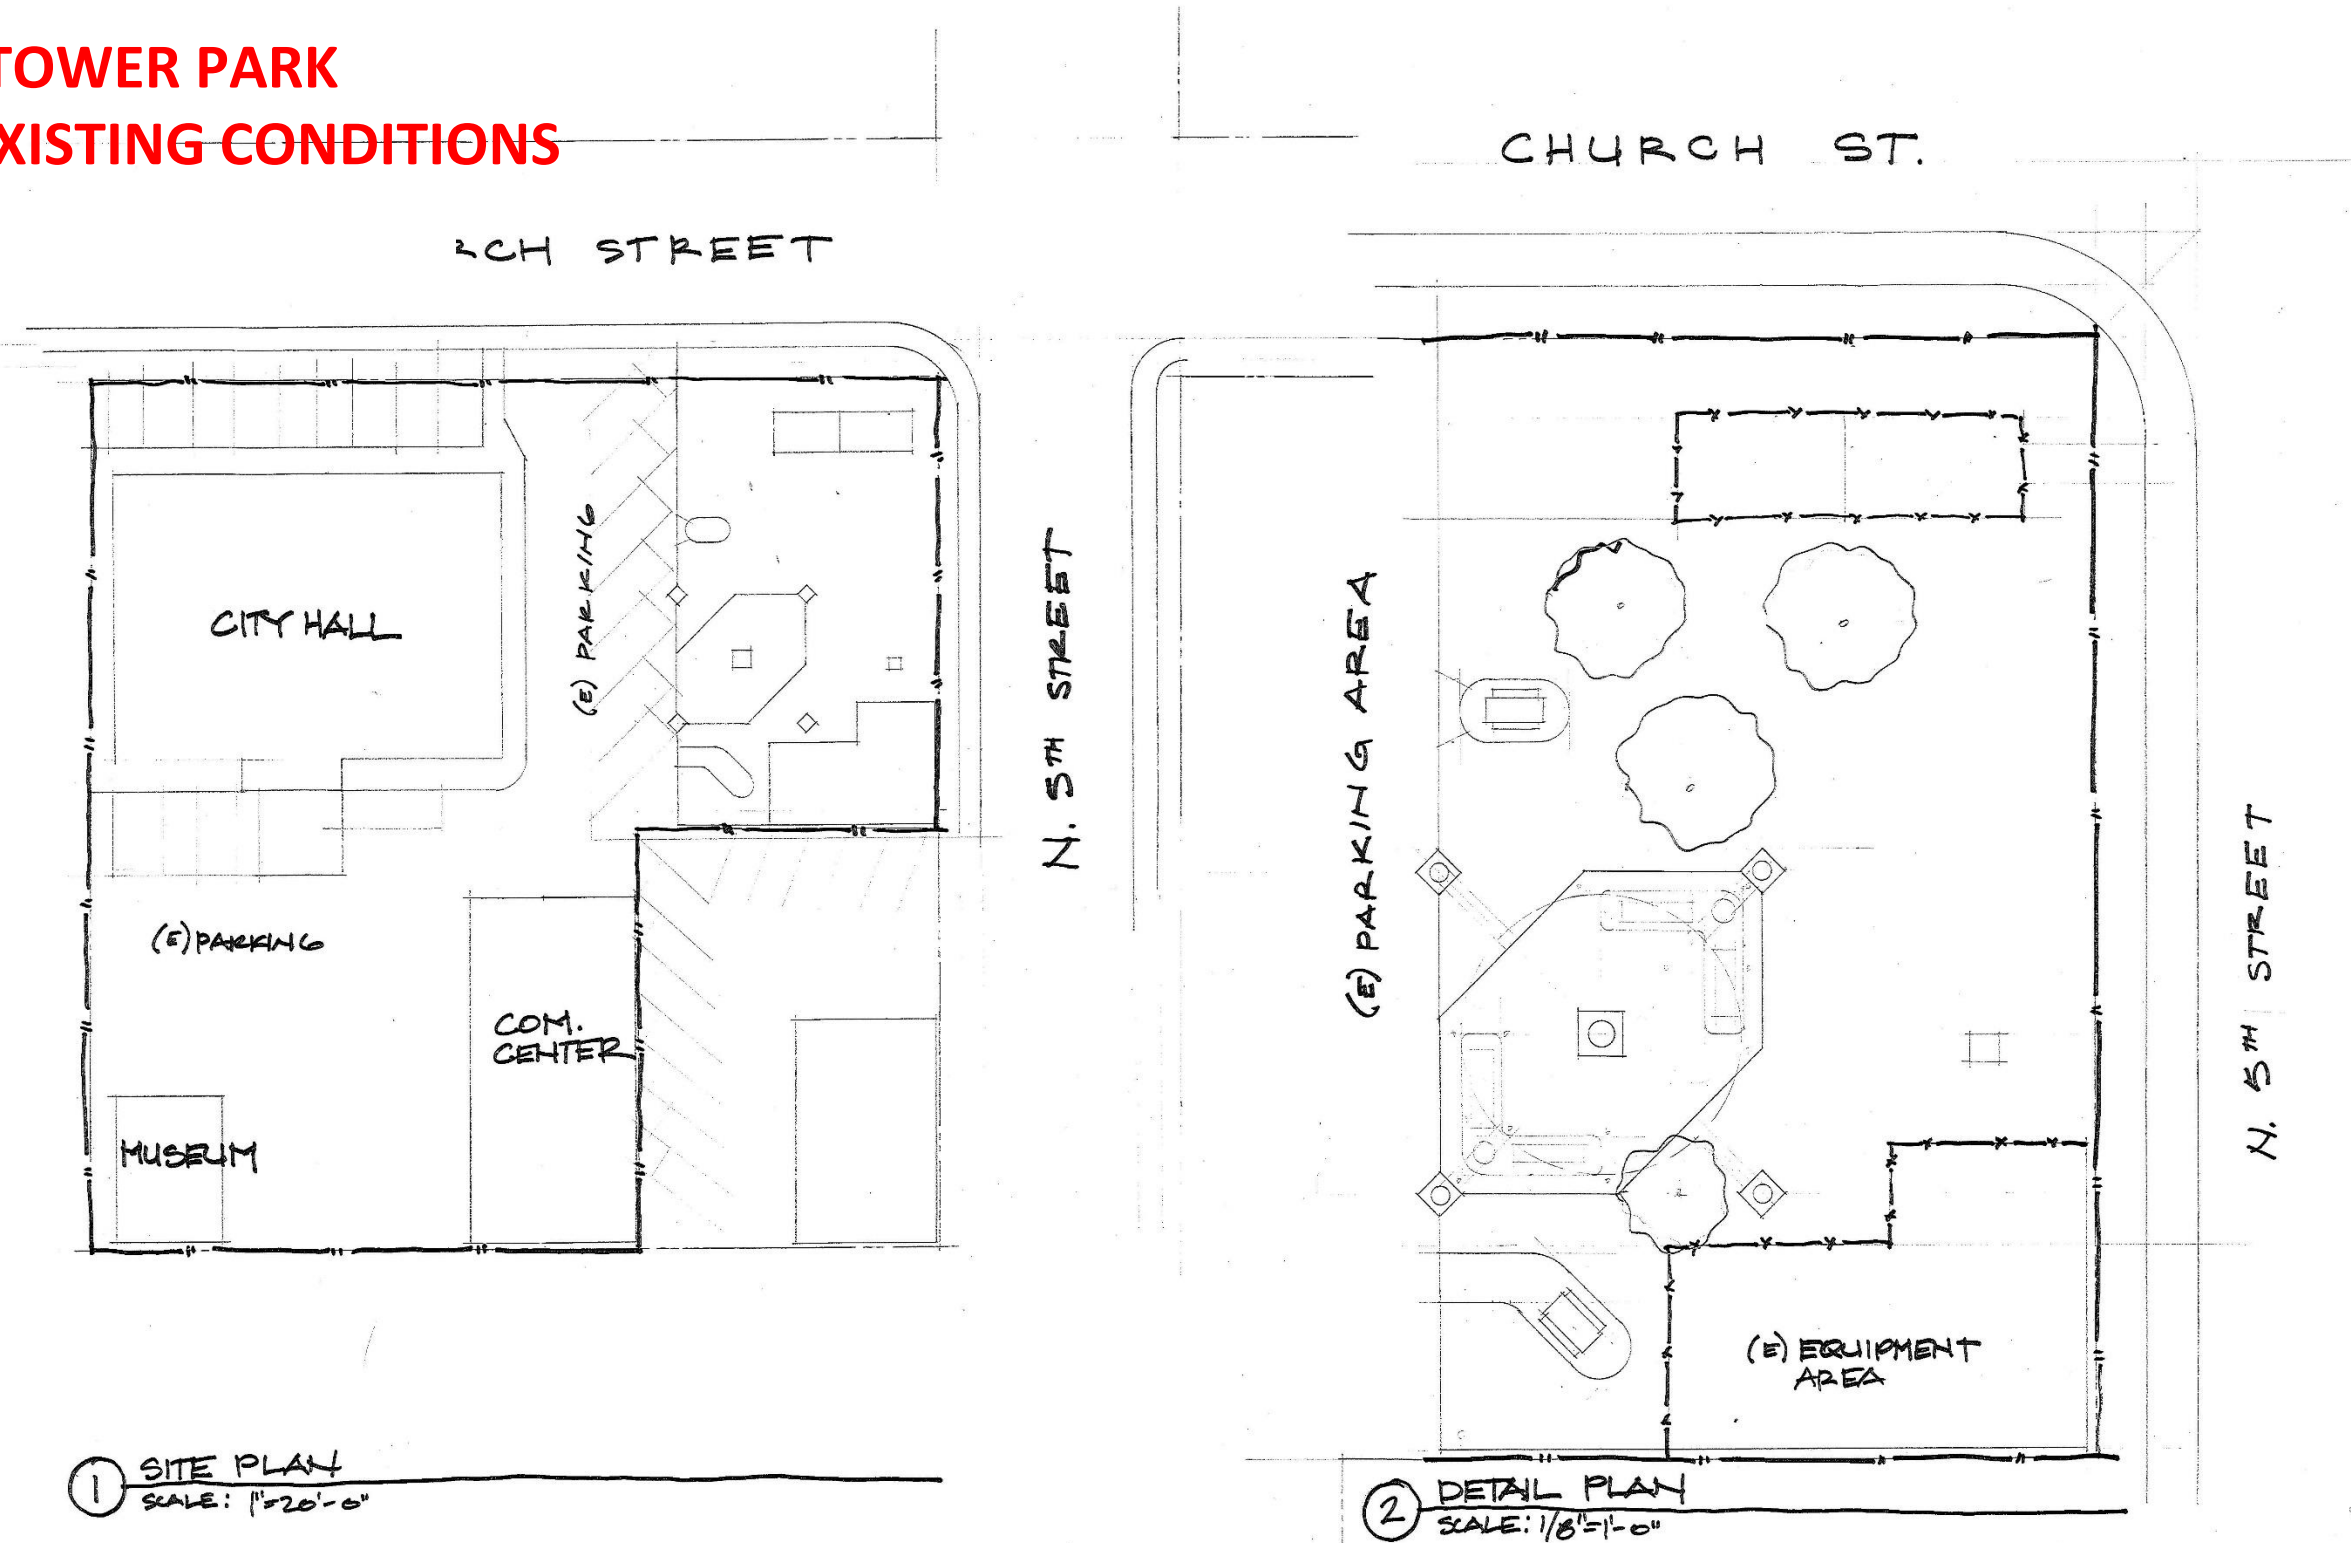 TOWER PARK
XISTING CONDITIONS
CHURCH ST.
RCH STREET
(E) PARKING
N. 5TH STREET
CITY HALL
(E) PARKING
COM.
CENTER
MUSEUM
1 SITE PLAN
SCALE: 1"=20'-0"
(E) PARKING AREA
N. 5TH STREET
(E) EQUIPMENT
AREA
2 DETAIL PLAN
SCALE: 1/8"=1'-0"